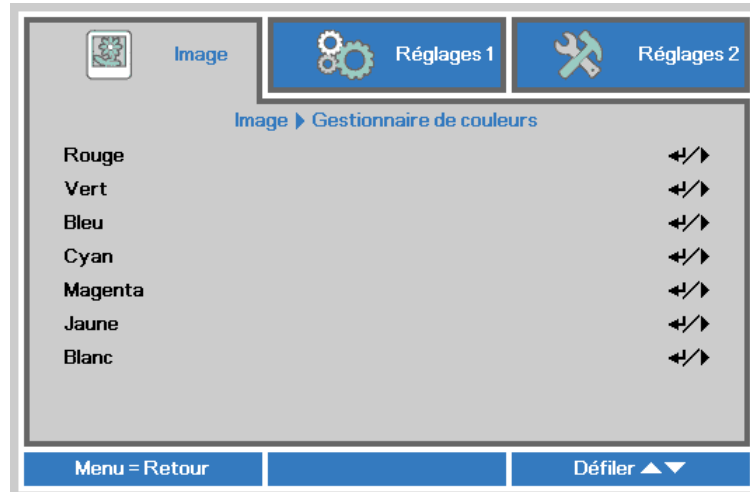 Image
Réglages 1
Réglages 2
Image ▶ Gestionnaire de couleurs
Rouge ↵/▶
Vert ↵/▶
Bleu ↵/▶
Cyan ↵/▶
Magenta ↵/▶
Jaune ↵/▶
Blanc ↵/▶
Menu = Retour
Défiler ▲▼